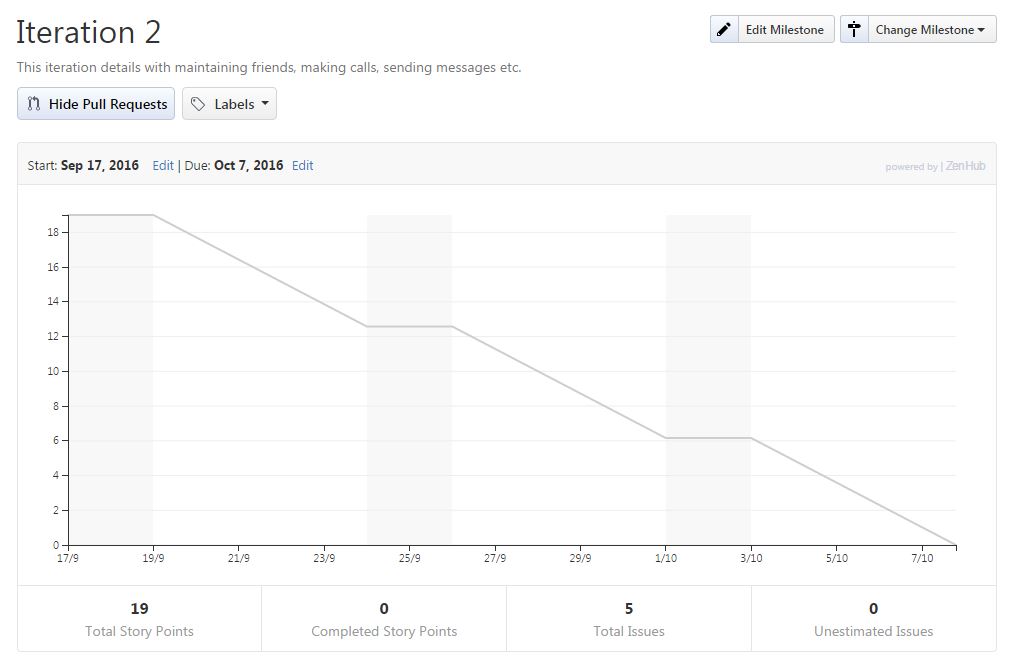 Iteration 2
Edit Milestone
Change Milestone
This iteration details with maintaining friends, making calls, sending messages etc.
Hide Pull Requests
Labels
Start: Sep 17, 2016 Edit | Due: Oct 7, 2016 Edit
powered by | ZenHub
18
16
14
12
10
8
6
4
2
0
17/9 19/9 21/9 23/9 25/9 27/9 29/9 1/10 3/10 5/10 7/10
19 0 5 0
Total Story Points Completed Story Points Total Issues Unestimated Issues